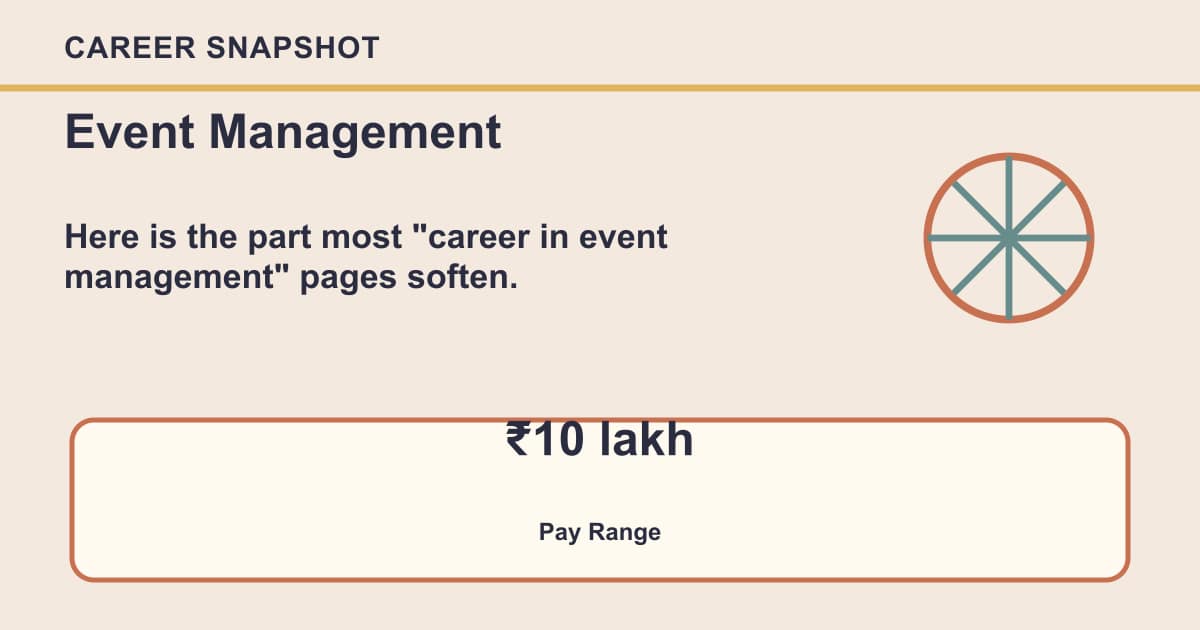 CAREER SNAPSHOT
Event Management
Here is the part most "career in event
management" pages soften.
₹10 lakh
Pay Range